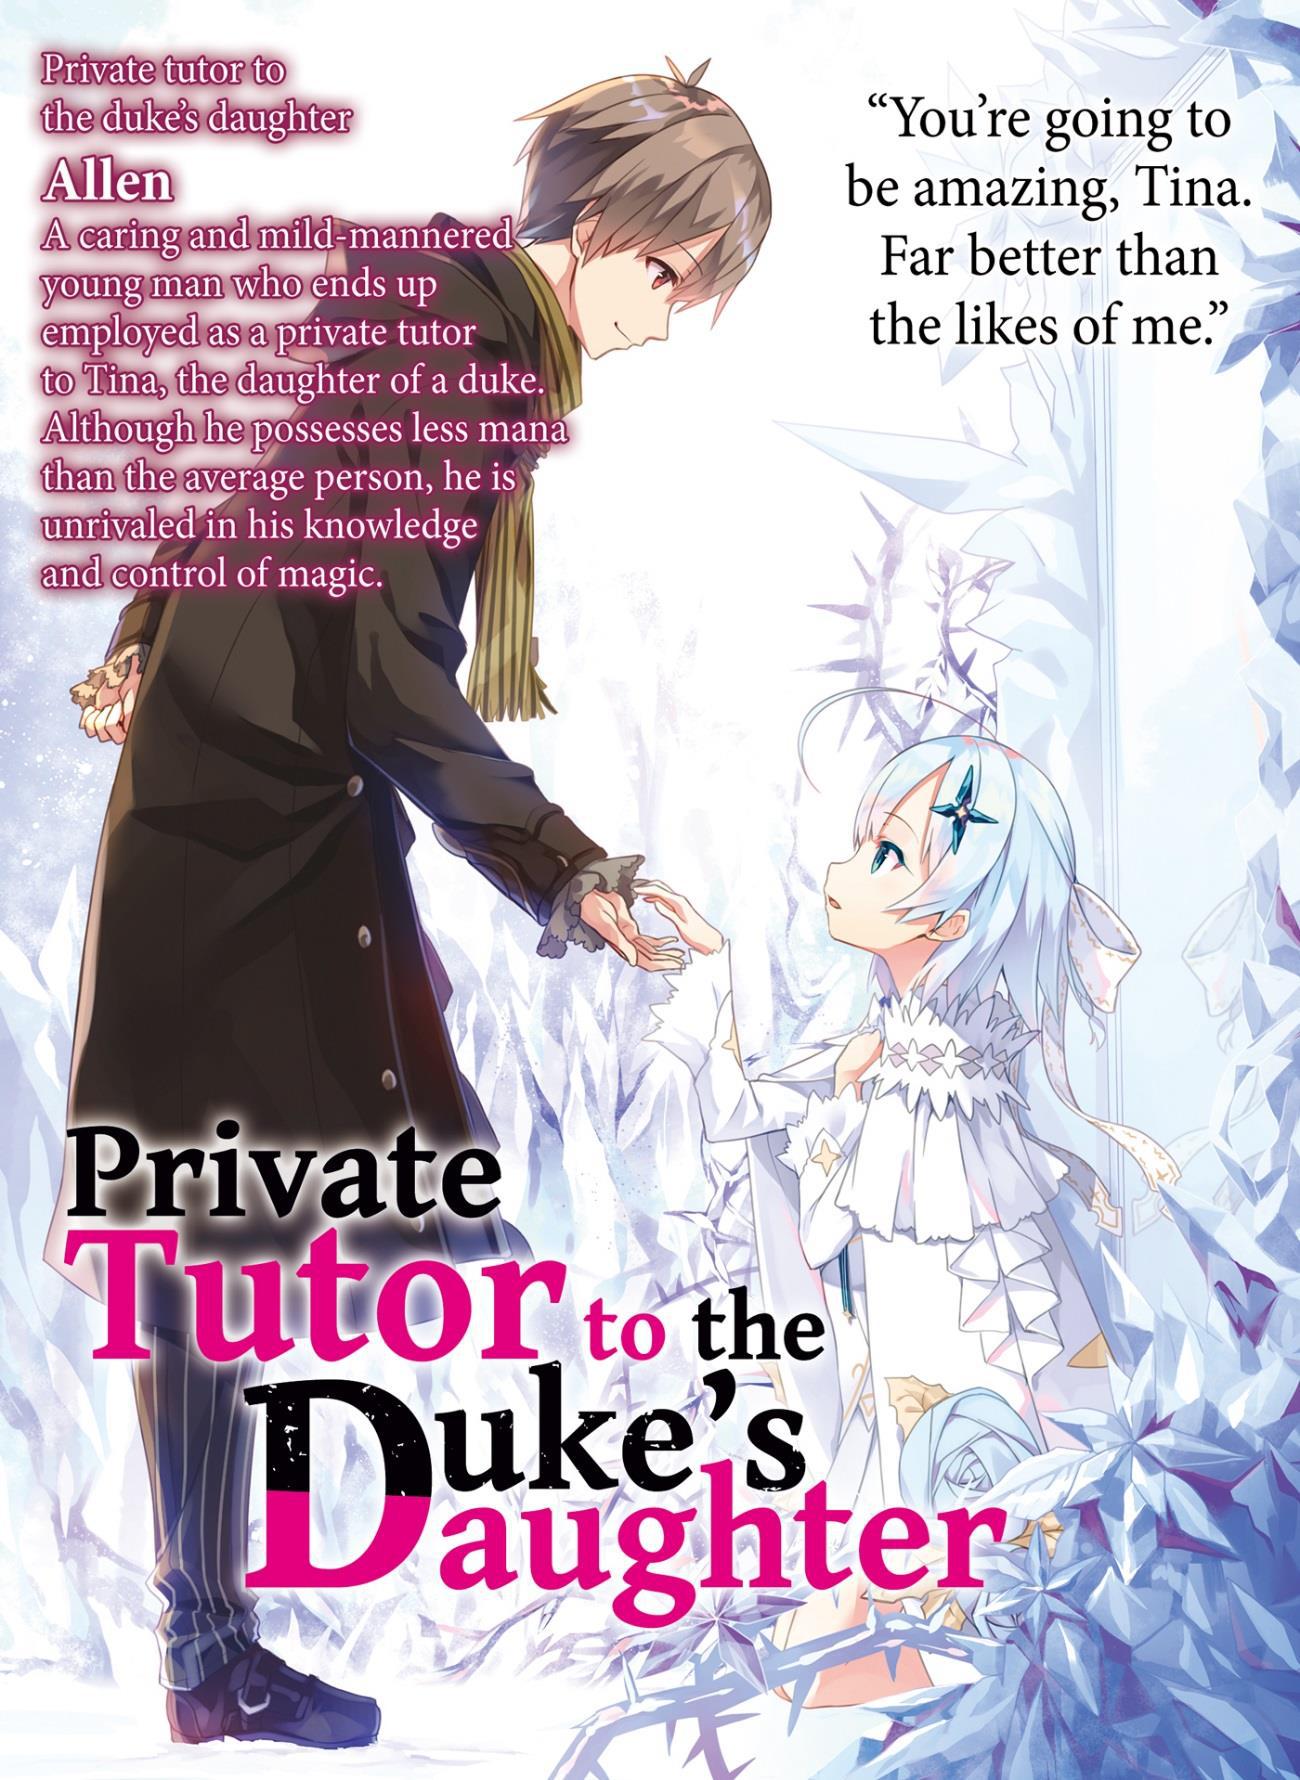 Private tutor to
the duke's daughter
Allen
A caring and mild-mannered
young man who ends up
employed as a private tutor
to Tina, the daughter of a duke.
Although he possesses less mana
than the average person, he is
unrivaled in his knowledge
and control of magic.
“You’re going to
be amazing, Tina.
Far better than
the likes of me.”
Private
Tutor to the
Duke’s
Daughter